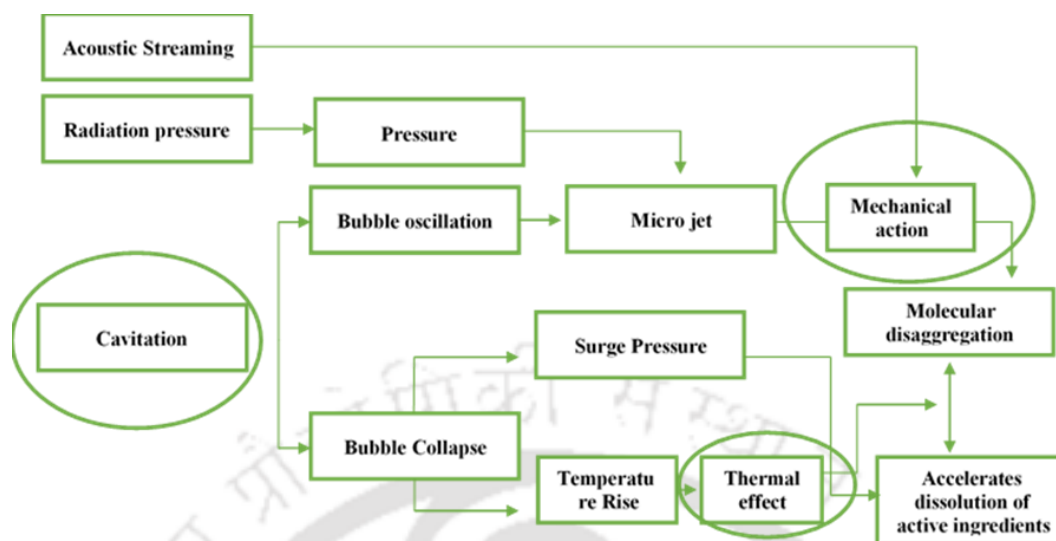 Acoustic Streaming
Radiation pressure
Pressure
Bubble oscillation
Micro jet
Mechanical
action
Cavitation
Molecular
disaggregation
Surge Pressure
Bubble Collapse
Temperatu
re Rise
Thermal
effect
Accelerates
dissolution of
active ingredients